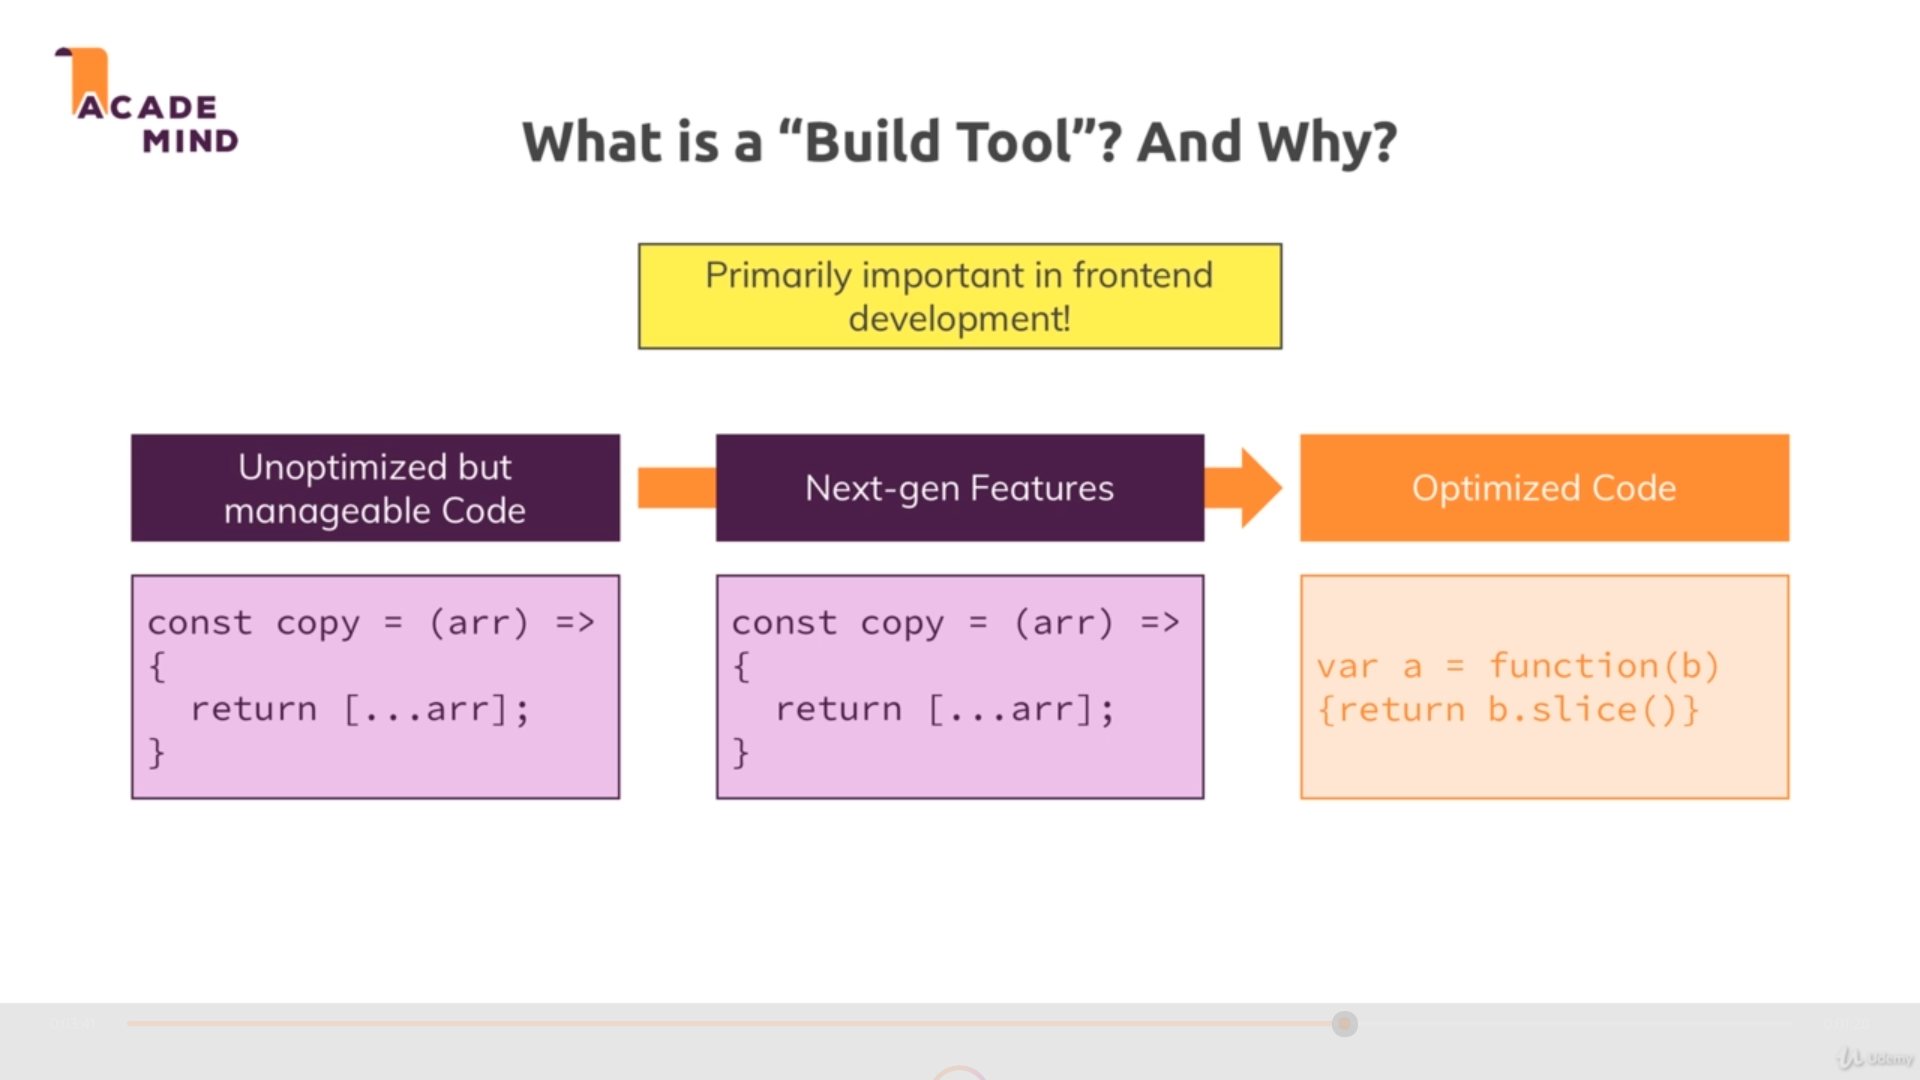 ACADE
MIND
What is a “Build Tool”? And Why?
Primarily important in frontend
development!
Unoptimized but
manageable Code
Next-gen Features
Optimized Code
const copy = (arr) =>
{
  return [...arr];
}
const copy = (arr) =>
{
  return [...arr];
}
var a = function(b)
{return b.slice()}
Udemy